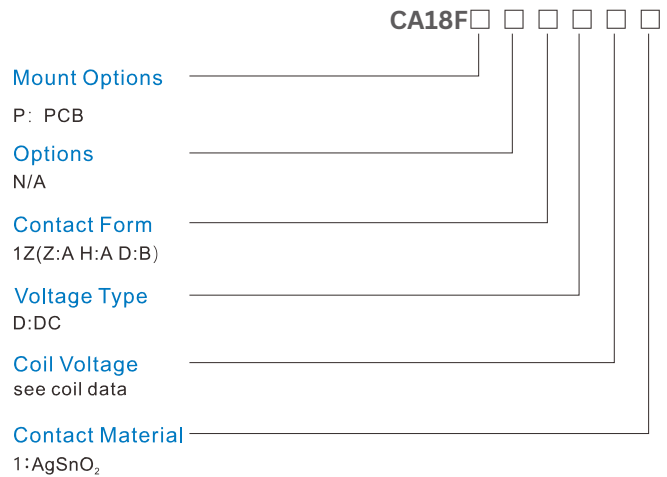 CA18F□ □ □ □ □ □
Mount Options
P: PCB
Options
N/A
Contact Form
1Z(Z:A H:A D:B)
Voltage Type
D:DC
Coil Voltage
see coil data
Contact Material
1:AgSnO₂